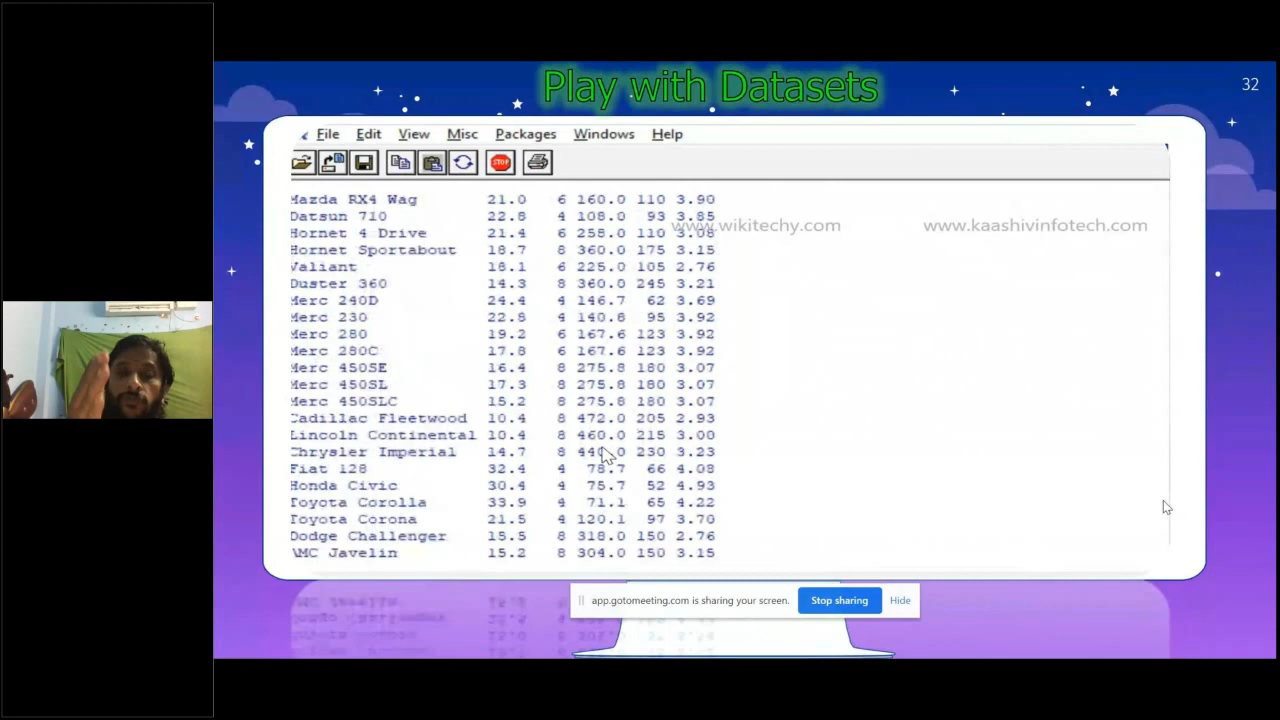 Play with Datasets
32
File Edit View Misc Packages Windows Help
STOP
Mazda RX4 Wag 21.0 6 160.0 110 3.90
Datsun 710 22.8 4 108.0 93 3.85
www.wikitechy.com www.kaashivinfotech.com
Hornet 4 Drive 21.4 6 258.0 110 3.08
Hornet Sportabout 18.7 8 360.0 175 3.15
Valiant 18.1 6 225.0 105 2.76
Duster 360 14.3 8 360.0 245 3.21
Merc 240D 24.4 4 146.7 62 3.69
Merc 230 22.8 4 140.8 95 3.92
Merc 280 19.2 6 167.6 123 3.92
Merc 280C 17.8 6 167.6 123 3.92
Merc 450SE 16.4 8 275.8 180 3.07
Merc 450SL 17.3 8 275.8 180 3.07
Merc 450SLC 15.2 8 275.8 180 3.07
Cadillac Fleetwood 10.4 8 472.0 205 2.93
Lincoln Continental 10.4 8 460.0 215 3.00
Chrysler Imperial 14.7 8 440.0 230 3.23
Fiat 128 32.4 4 78.7 66 4.08
Honda Civic 30.4 4 75.7 52 4.93
Toyota Corolla 33.9 4 71.1 65 4.22
Toyota Corona 21.5 4 120.1 97 3.70
Dodge Challenger 15.5 8 318.0 150 2.76
AMC Javelin 15.2 8 304.0 150 3.15
app.gotomeeting.com is sharing your screen. Stop sharing Hide